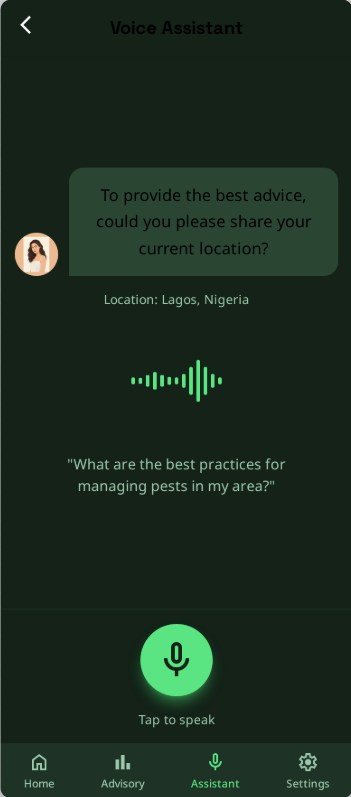 Voice Assistant
To provide the best advice,
could you please share your
current location?
Location: Lagos, Nigeria
"What are the best practices for
managing pests in my area?"
Tap to speak
Home
Advisory
Assistant
Settings